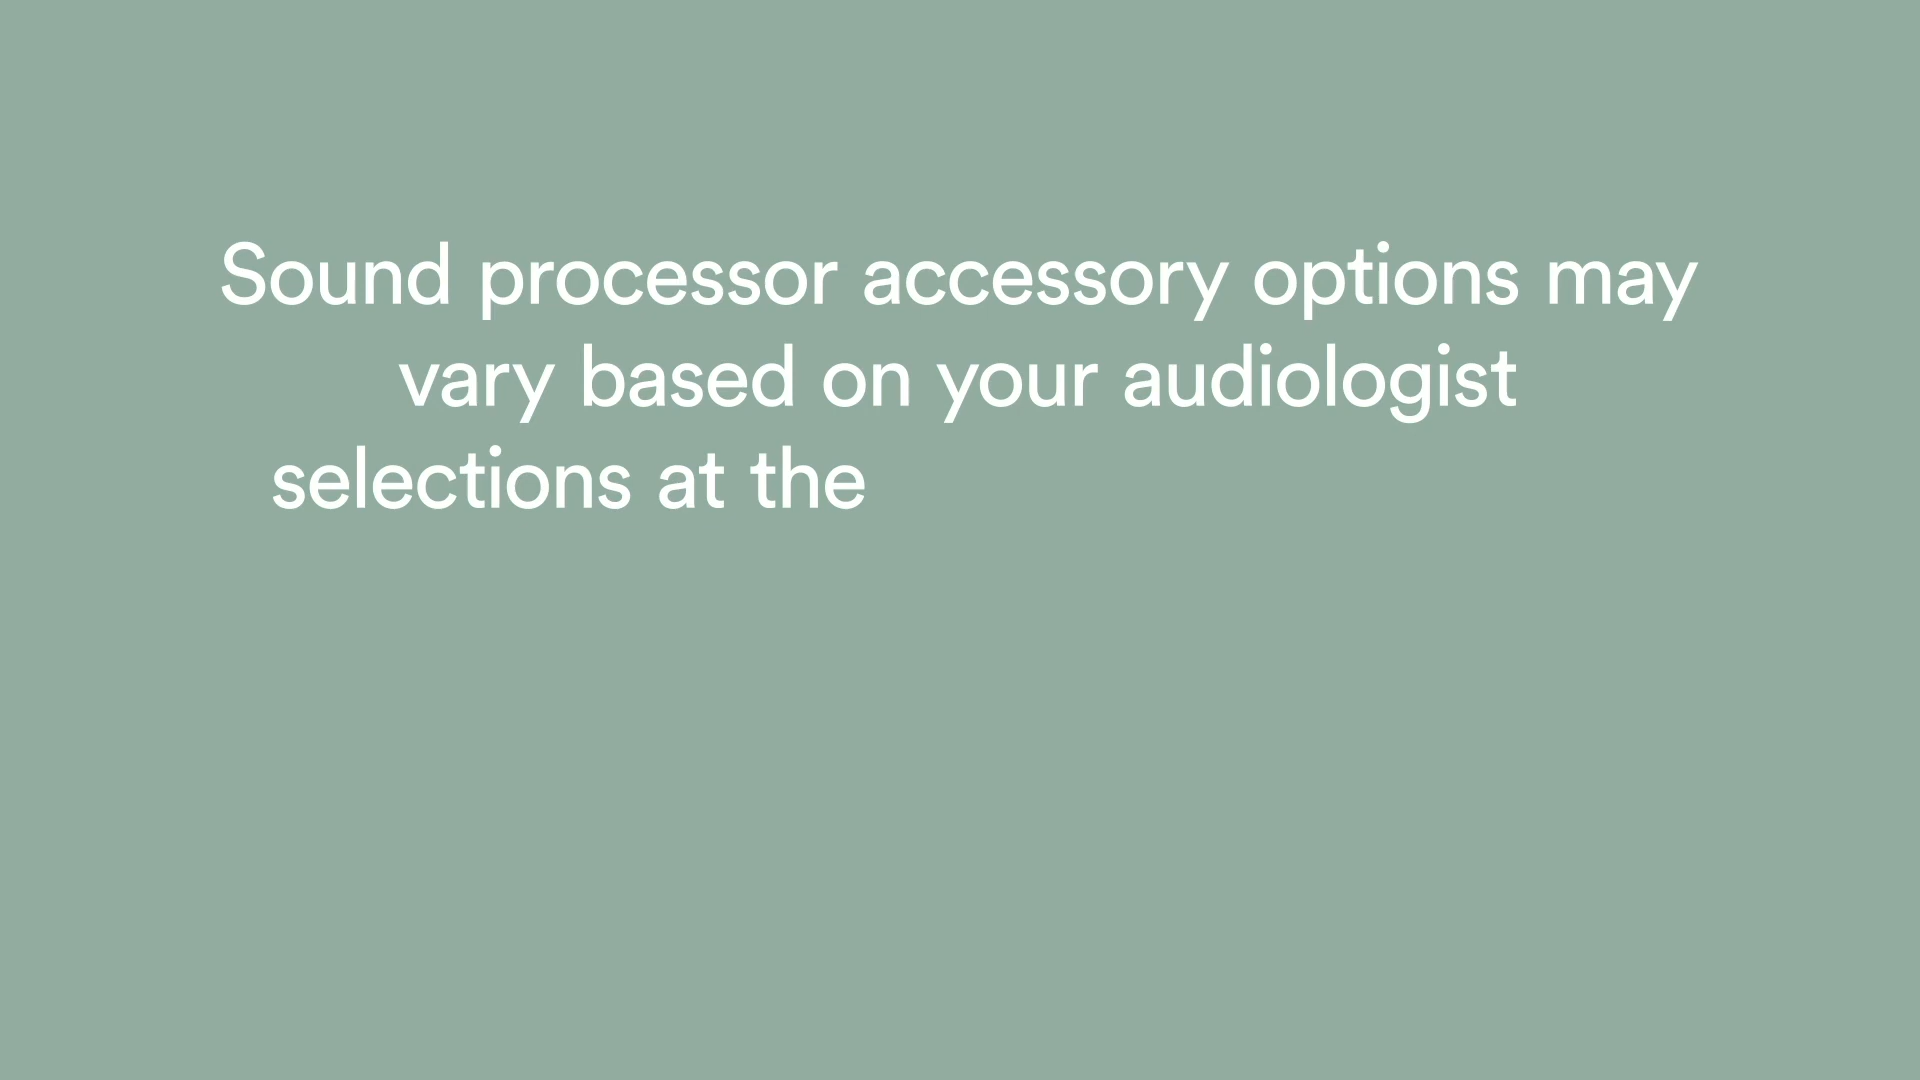 Sound processor accessory options may
vary based on your audiologist
selections at the